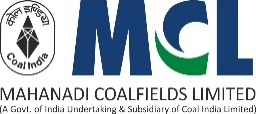 कोल इण्डिया
Coal India
MCL
MAHANADI COALFIELDS LIMITED
(A Govt. of India Undertaking & Subsidiary of Coal India Limited)